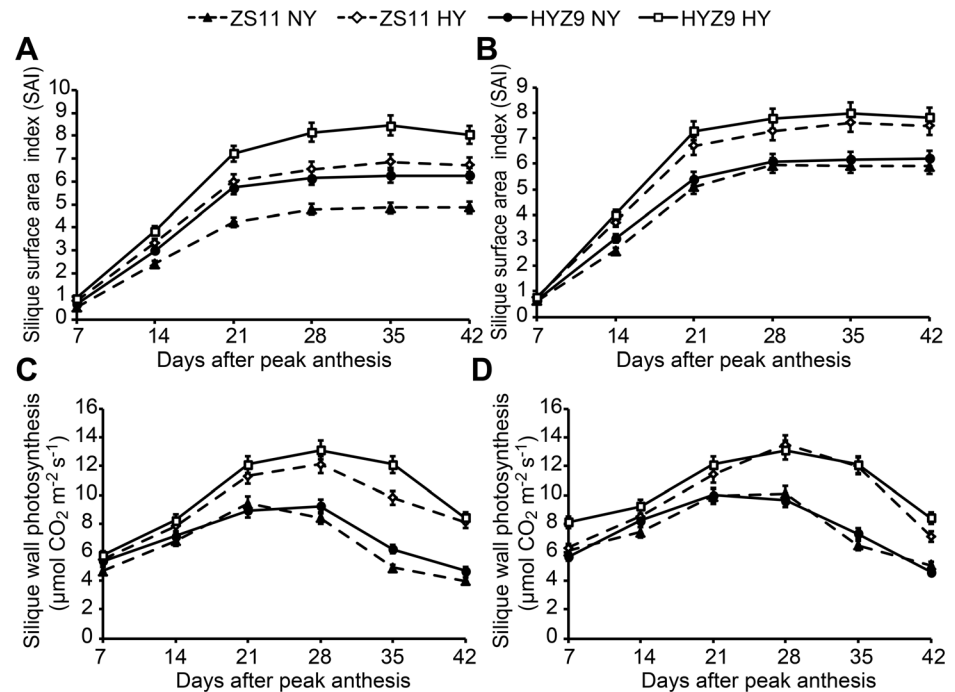 ZS11 NY ZS11 HY HYZ9 NY HYZ9 HY
A
Silique surface area index (SAI)
10
9
8
7
6
5
4
3
2
1
0
7 14 21 28 35 42
Days after peak anthesis
B
Silique surface area index (SAI)
9
8
7
6
5
4
3
2
1
0
7 14 21 28 35 42
Days after peak anthesis
C
Silique wall photosynthesis
(μmol CO₂ m⁻² s⁻¹)
16
14
12
10
8
6
4
2
0
7 14 21 28 35 42
Days after peak anthesis
D
Silique wall photosynthesis
(μmol CO₂ m⁻² s⁻¹)
16
14
12
10
8
6
4
2
0
7 14 21 28 35 42
Days after peak anthesis